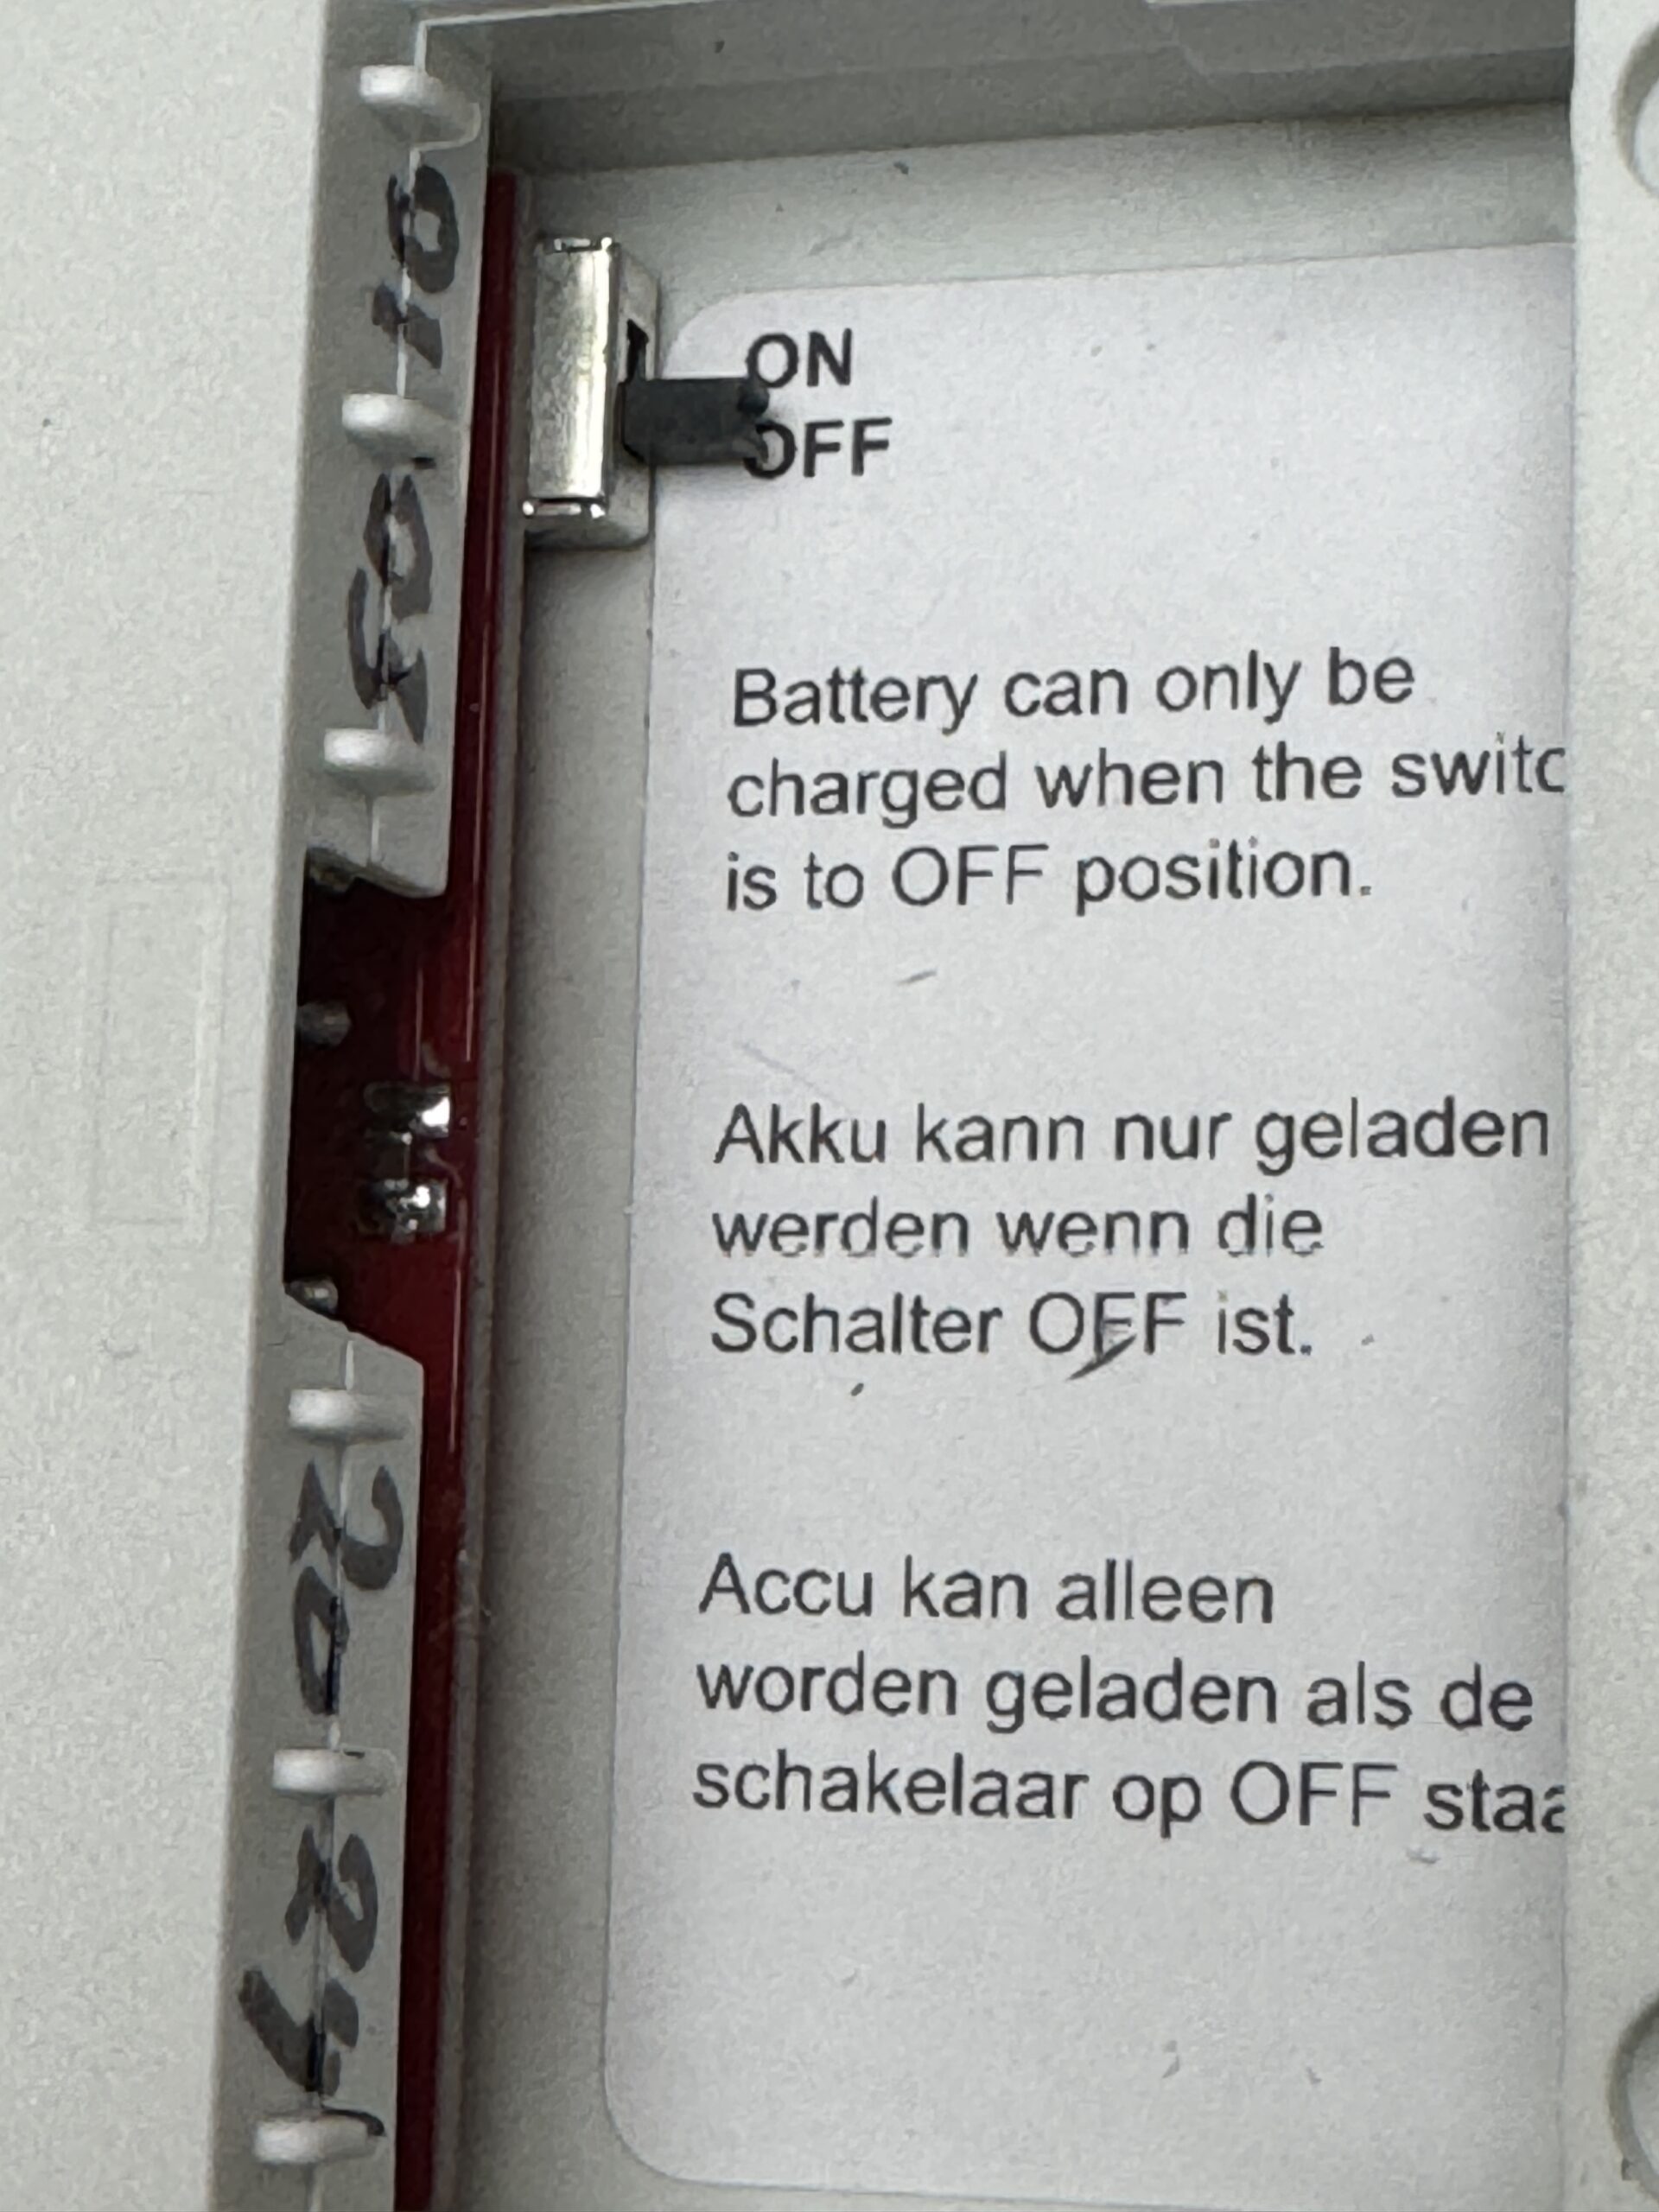 ON
OFF
Battery can only be
charged when the switc
is to OFF position.
Akku kann nur geladen
werden wenn die
Schalter OFF ist.
Accu kan alleen
worden geladen als de
schakelaar op OFF staa